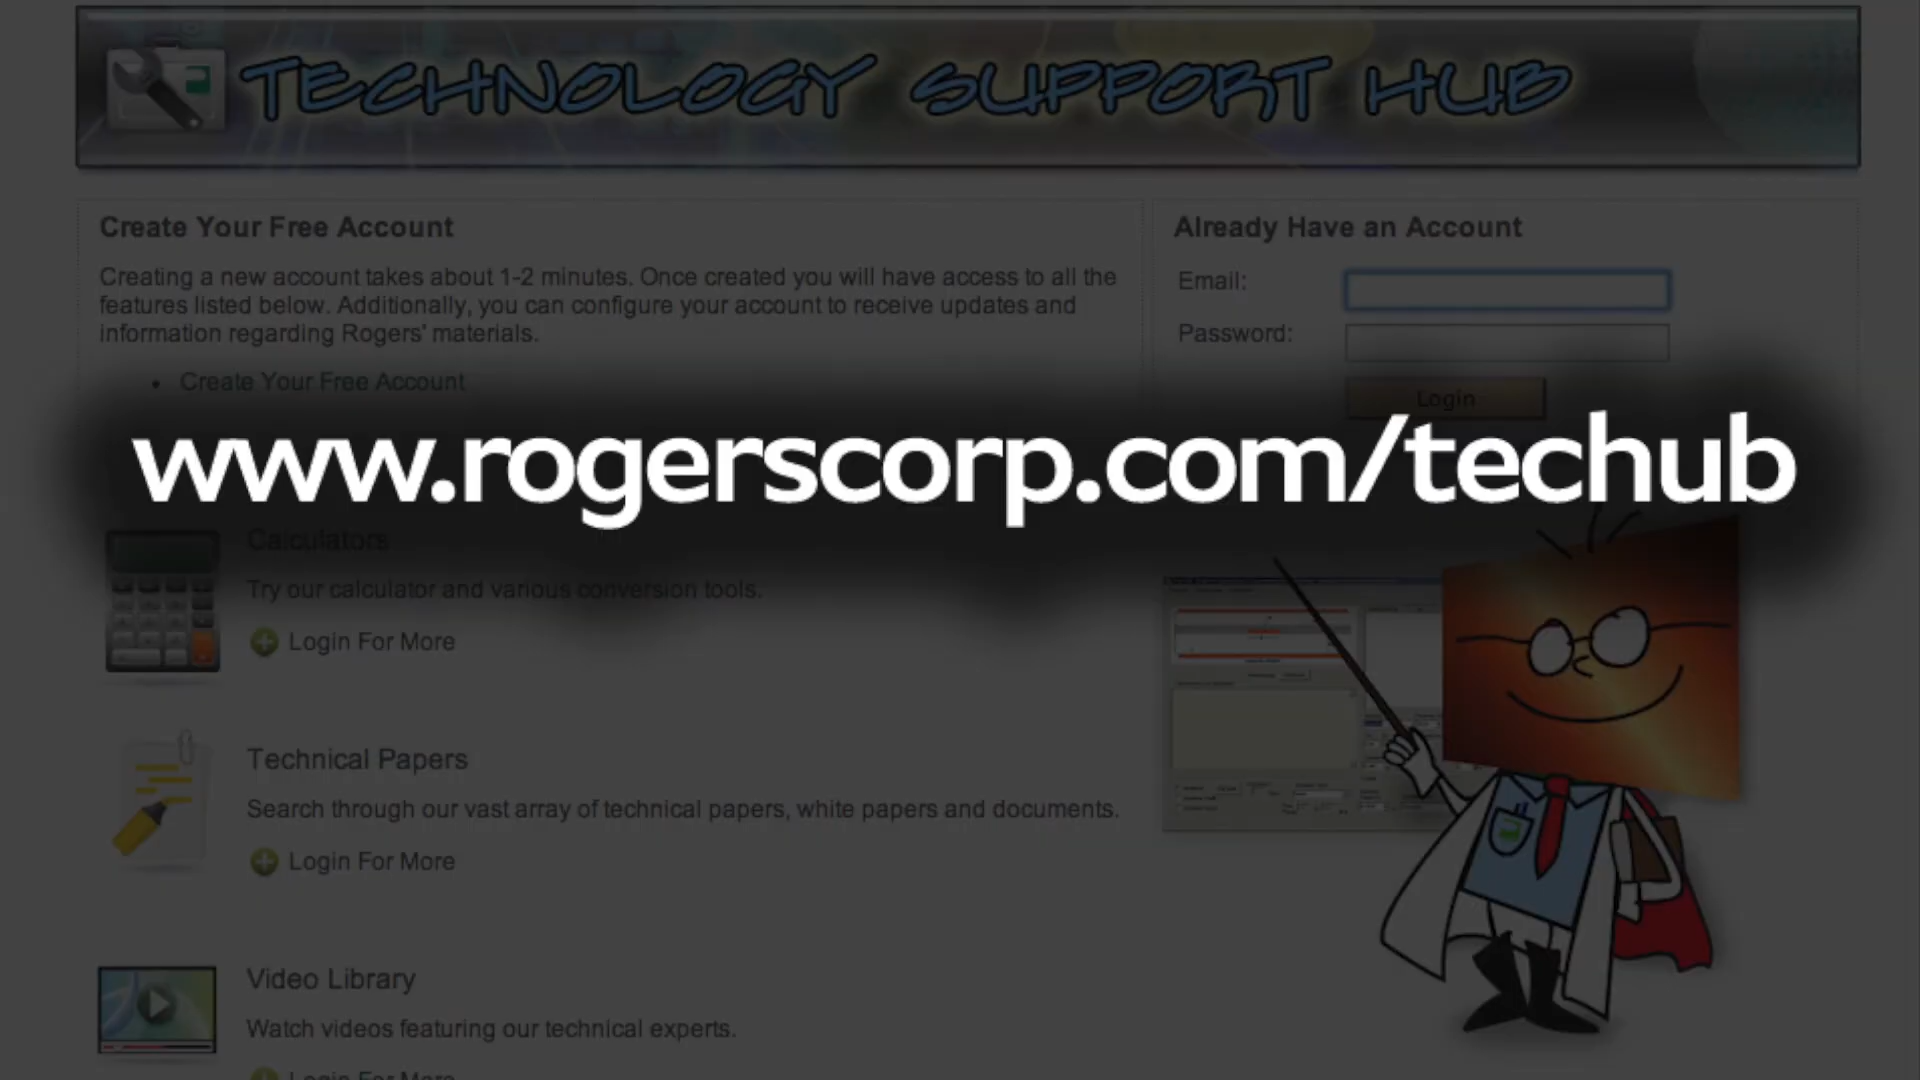 TECHNOLOGY SUPPORT HUB
Create Your Free Account
Creating a new account takes about 1-2 minutes. Once created you will have access to all the
features listed below. Additionally, you can configure your account to receive updates and
information regarding Rogers' materials.
• Create Your Free Account
Already Have an Account
Email:
Password:
Login
www.rogerscorp.com/techub
Calculators
Try our calculator and various conversion tools.
Login For More
Technical Papers
Search through our vast array of technical papers, white papers and documents.
Login For More
Video Library
Watch videos featuring our technical experts.
Login For More